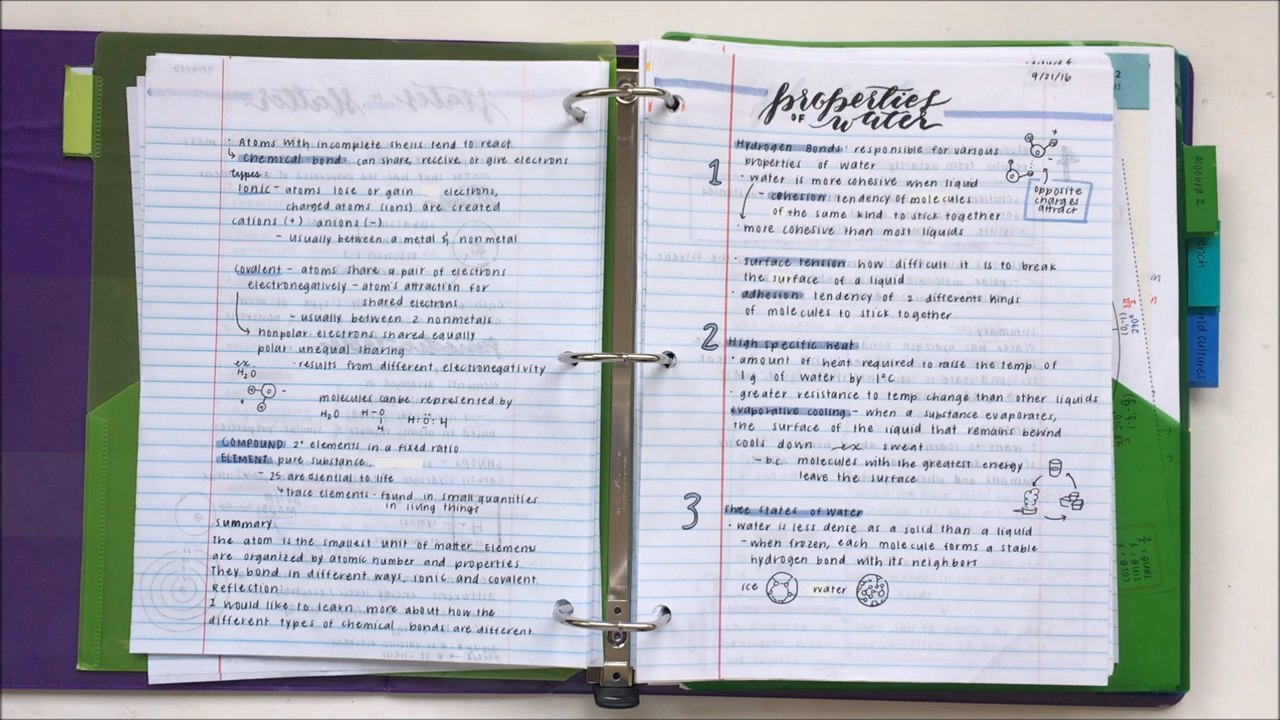 · Atoms with incomplete shells tend to react
↳ chemical bond: can share, receive, or give electrons
types:
Ionic - atoms lose or gain electrons,
charged atoms (ions) are created
cations (+) anions (-)
- usually between a metal & nonmetal
covalent - atoms share a pair of electrons
electronegatively - atom's attraction for
shared electrons
- usually between 2 nonmetals
nonpolar: electrons shared equally
polar: unequal sharing
ex:
H₂O
· results from different electronegativity
molecules can be represented by
H₂O H-O H:O:H
H
COMPOUND: 2+ elements in a fixed ratio
ELEMENT: pure substance..
25 are essential to life
↳ trace elements - found in small quantities
in living things
summary:
The atom is the smallest unit of matter. Elements
are organized by atomic number and properties.
They bond in different ways, ionic and covalent
Reflection:
I would like to learn more about how the
different types of chemical bonds are different.
9/21/16
properties
OF water
1
Hydrogen Bonds: responsible for various
properties of water
· water is more cohesive when liquid
- cohesion: tendency of molecules
of the same kind to stick together
· more cohesive than most liquids
opposite
charges
attract
· surface tension: how difficult it is to break
the surface of a liquid
· adhesion: tendency of 2 differents kinds
of molecules to stick together
2
High specific heat
· amount of heat required to raise the temp of
1 g of water by 1°C
· greater resistance to temp change than other liquids
evaporative cooling - when a substance evaporates,
the surface of the liquid that remains behind
cools down ex: sweat
- b.c. molecules with the greatest energy
leave the surface
3
three states of water
· water is less dense as a solid than a liquid
- when frozen, each molecule forms a stable
hydrogen bond with its neighbors
ice water
Algebra II